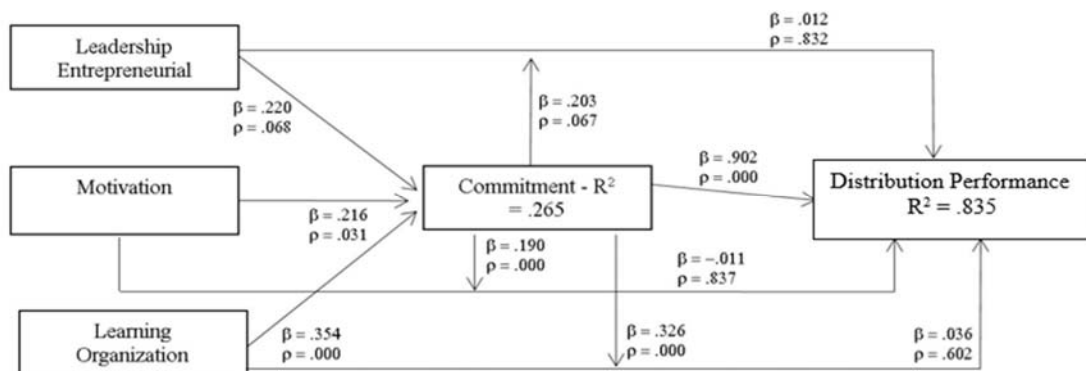 Leadership
Entrepreneurial
β = .012
ρ = .832
β = .220
ρ = .068
β = .203
ρ = .067
Motivation
β = .216
ρ = .031
Commitment - R²
= .265
β = .902
ρ = .000
Distribution Performance
R² = .835
β = .190
ρ = .000
β = −.011
ρ = .837
Learning
Organization
β = .354
ρ = .000
β = .326
ρ = .000
β = .036
ρ = .602